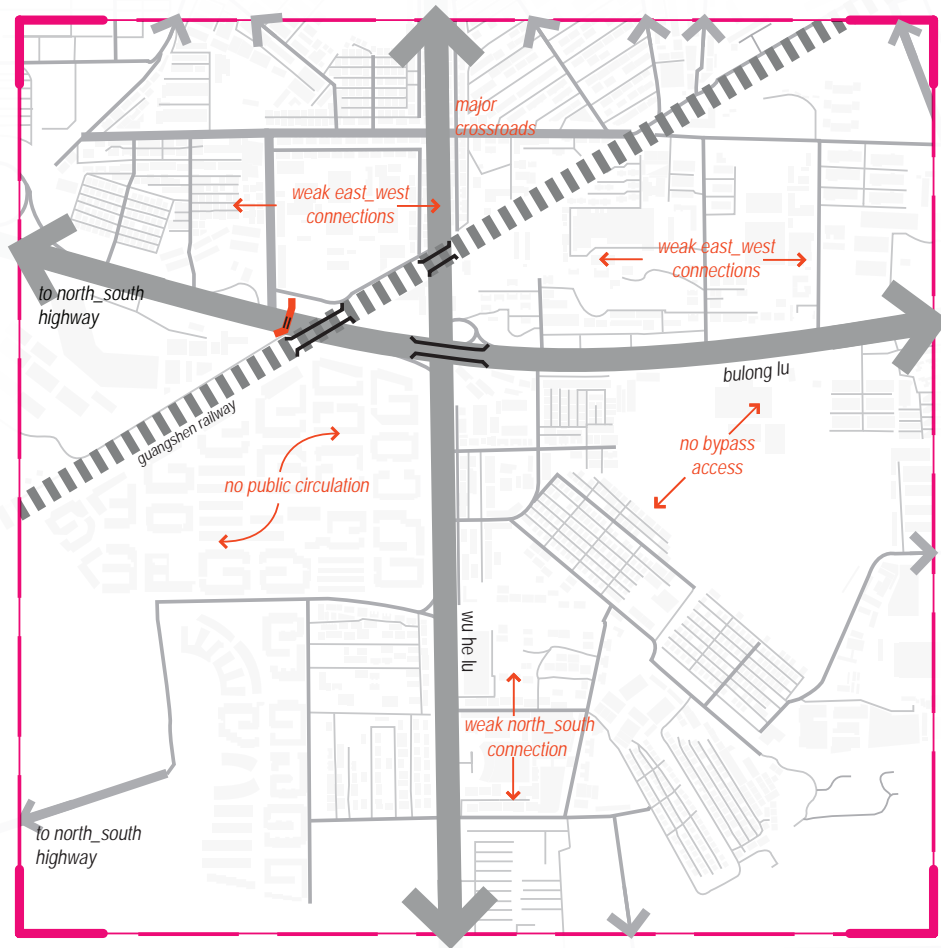 major
crossroads
weak east_west
connections
weak east_west
connections
to north_south
highway
bulong lu
guangshen railway
no bypass
access
no public circulation
wu he lu
weak north_south
connection
to north_south
highway